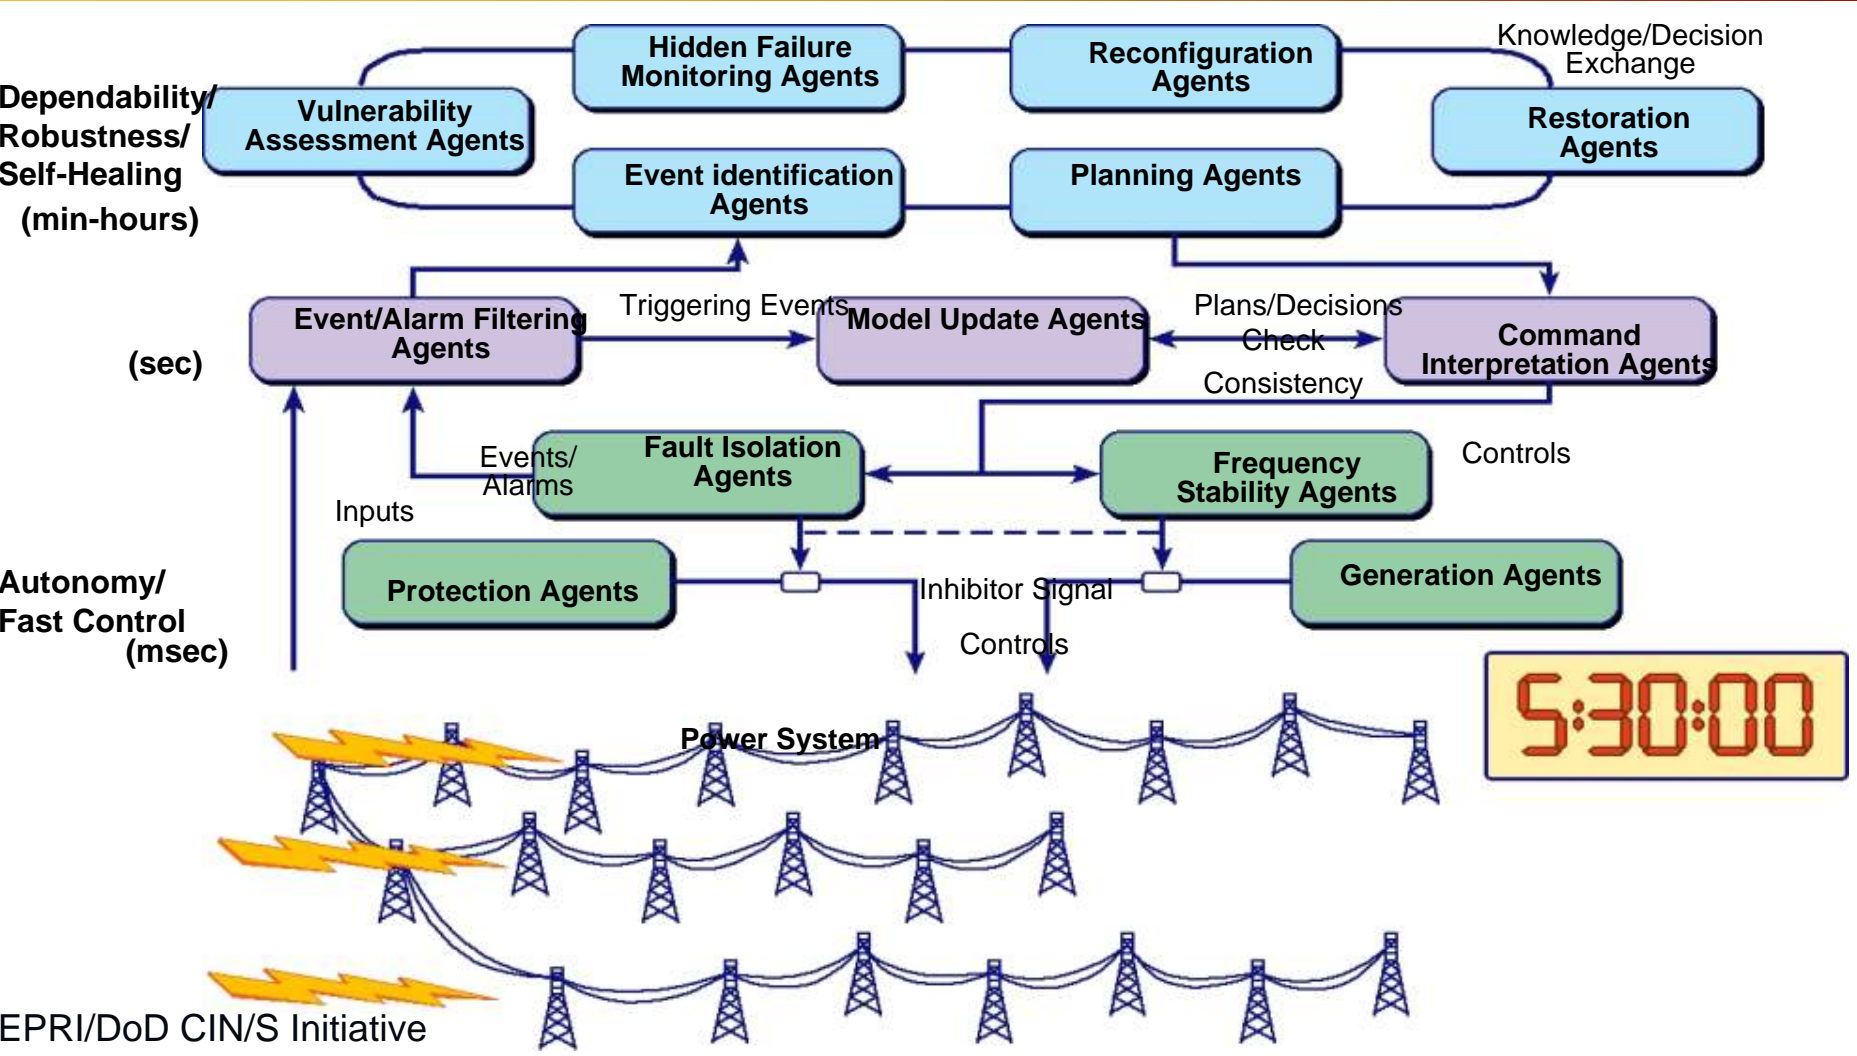 Hidden Failure
Monitoring Agents
Reconfiguration
Agents
Knowledge/Decision
Exchange
Dependability/
Robustness/
Self-Healing
(min-hours)
Vulnerability
Assessment Agents
Restoration
Agents
Event identification
Agents
Planning Agents
(sec)
Event/Alarm Filtering
Agents
Triggering Events
Model Update Agents
Plans/Decisions
Check
Consistency
Command
Interpretation Agents
Events/
Alarms
Fault Isolation
Agents
Frequency
Stability Agents
Controls
Inputs
Autonomy/
Fast Control
(msec)
Protection Agents
Inhibitor Signal
Generation Agents
Controls
5:30:00
Power System
EPRI/DoD CIN/S Initiative